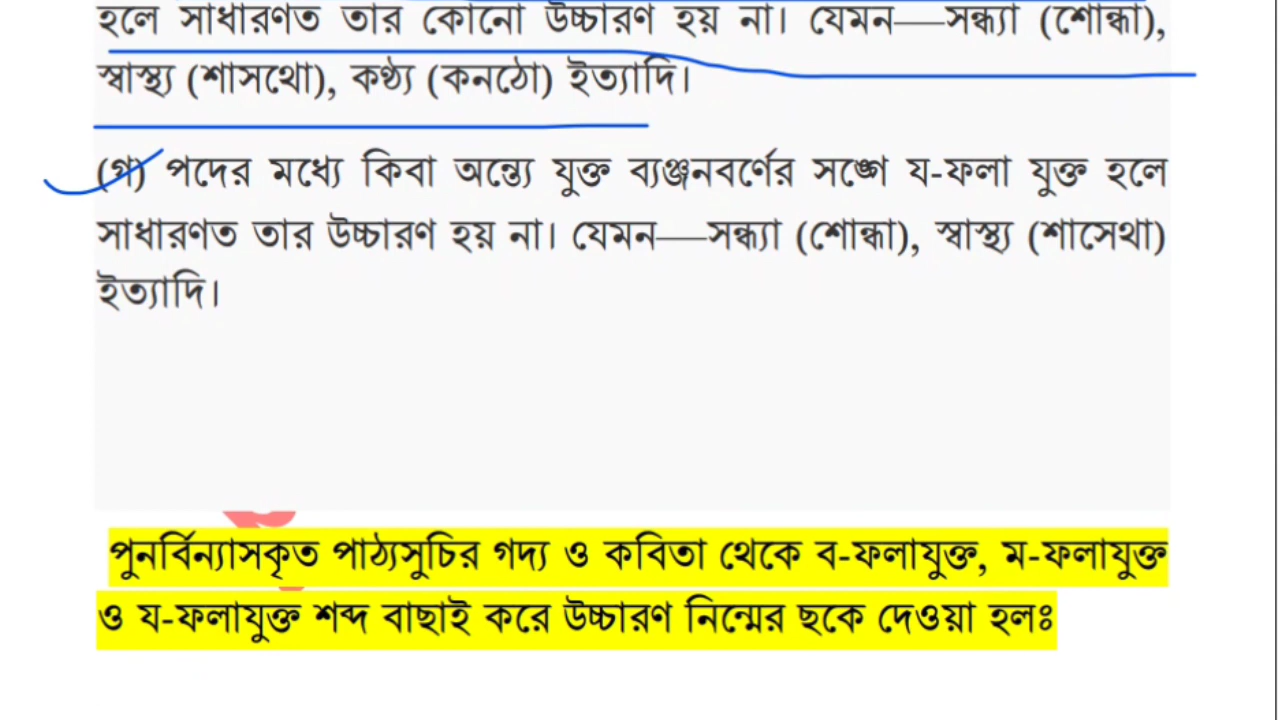 হলে সাধারণত তার কোনো উচ্চারণ হয় না। যেমন—সন্ধ্যা (শোন্ধা),
স্বাস্থ্য (শাসথো), কণ্ঠ্য (কনঠো) ইত্যাদি।
(গ) পদের মধ্যে কিবা অন্ত্যে যুক্ত ব্যঞ্জনবর্ণের সঙ্গে য-ফলা যুক্ত হলে
সাধারণত তার উচ্চারণ হয় না। যেমন—সন্ধ্যা (শোন্ধা), স্বাস্থ্য (শাসেথা)
ইত্যাদি।
পুনর্বিন্যাসকৃত পাঠ্যসুচির গদ্য ও কবিতা থেকে ব-ফলাযুক্ত, ম-ফলাযুক্ত
ও য-ফলাযুক্ত শব্দ বাছাই করে উচ্চারণ নিন্মের ছকে দেওয়া হলঃ